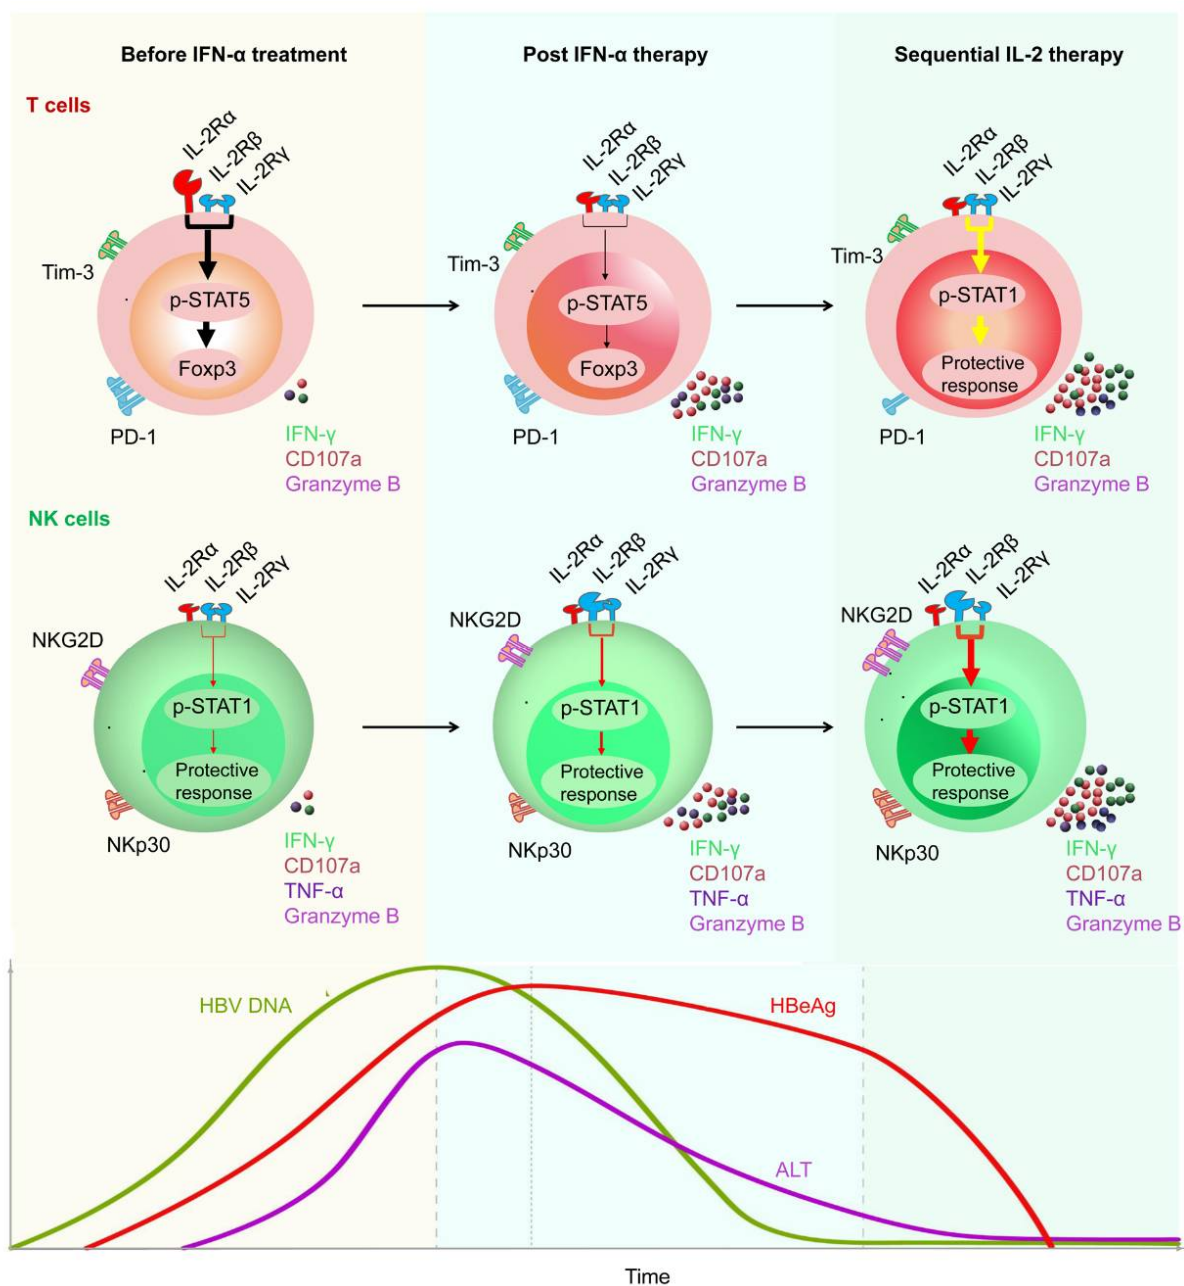 Before IFN-α treatment
Post IFN-α therapy
Sequential IL-2 therapy
T cells
IL-2Rα
IL-2Rβ
IL-2Rγ
Tim-3
p-STAT5
Foxp3
PD-1
IFN-γ
CD107a
Granzyme B
IL-2Rα
IL-2Rβ
IL-2Rγ
Tim-3
p-STAT5
Foxp3
PD-1
IFN-γ
CD107a
Granzyme B
IL-2Rα
IL-2Rβ
IL-2Rγ
Tim-3
p-STAT1
Protective
response
PD-1
IFN-γ
CD107a
Granzyme B
NK cells
IL-2Rα
IL-2Rβ
IL-2Rγ
NKG2D
p-STAT1
Protective
response
NKp30
IFN-γ
CD107a
TNF-α
Granzyme B
IL-2Rα
IL-2Rβ
IL-2Rγ
NKG2D
p-STAT1
Protective
response
NKp30
IFN-γ
CD107a
TNF-α
Granzyme B
IL-2Rα
IL-2Rβ
IL-2Rγ
NKG2D
p-STAT1
Protective
response
NKp30
IFN-γ
CD107a
TNF-α
Granzyme B
HBV DNA
HBeAg
ALT
Time